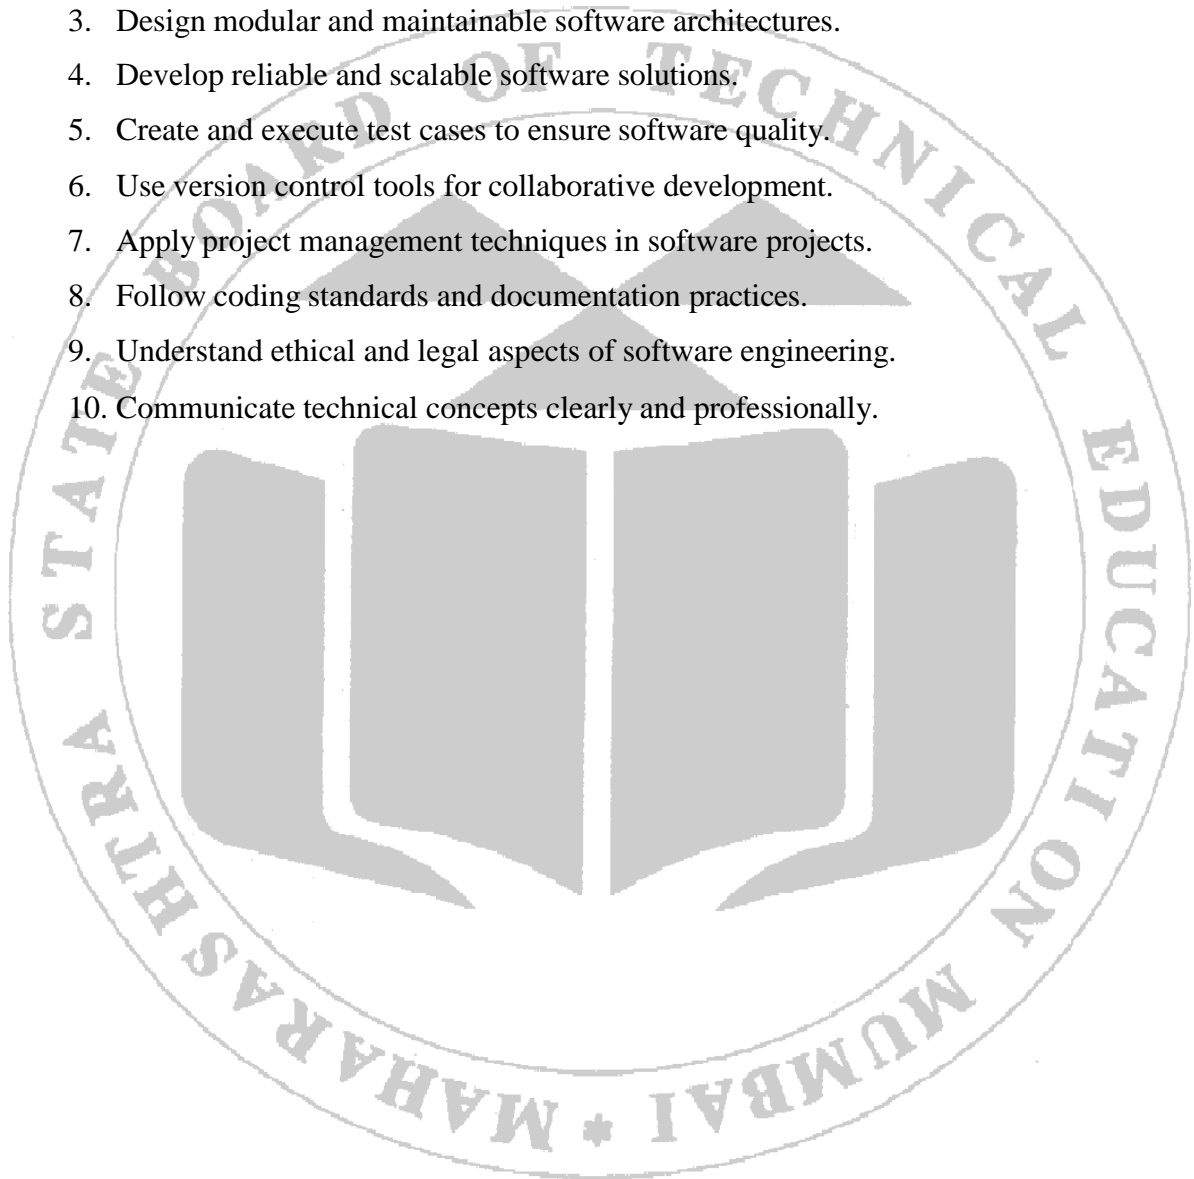 3. Design modular and maintainable software architectures.
4. Develop reliable and scalable software solutions.
5. Create and execute test cases to ensure software quality.
6. Use version control tools for collaborative development.
7. Apply project management techniques in software projects.
8. Follow coding standards and documentation practices.
9. Understand ethical and legal aspects of software engineering.
10. Communicate technical concepts clearly and professionally.
MAHARASHTRA STATE BOARD OF TECHNICAL EDUCATION MUMBAI *